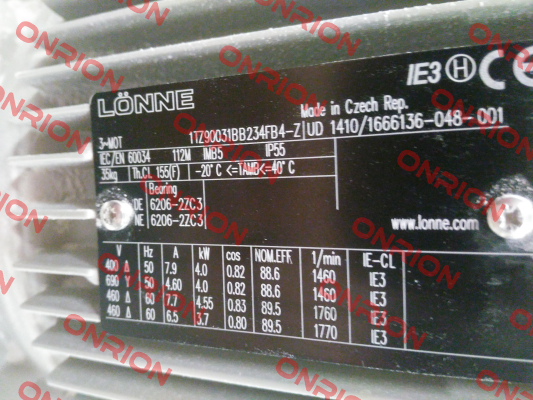 LÖNNE
IE3 H CE
Made in Czech Rep.
3~MOT 1TZ90031BB234FB4-Z UD 1410/1666136-048-001
IEC/EN 60034 112M IMB5 IP55
35kg Th.Cl. 155(F) -20°C <=TAMB<=40°C
Bearing
DE 6206-2ZC3
NE 6206-2ZC3
www.lonne.com
V Hz A kW cos NOM.EFF 1/min IE-CL
400 Δ 50 7.9 4.0 0.82 88.6 1460 IE3
690 50 4.60 4.0 0.82 88.6 1460 IE3
460 Δ 60 7.7 4.55 0.83 89.5 1760 IE3
460 Δ 60 6.5 3.7 0.80 89.5 1770 IE3
ONRION